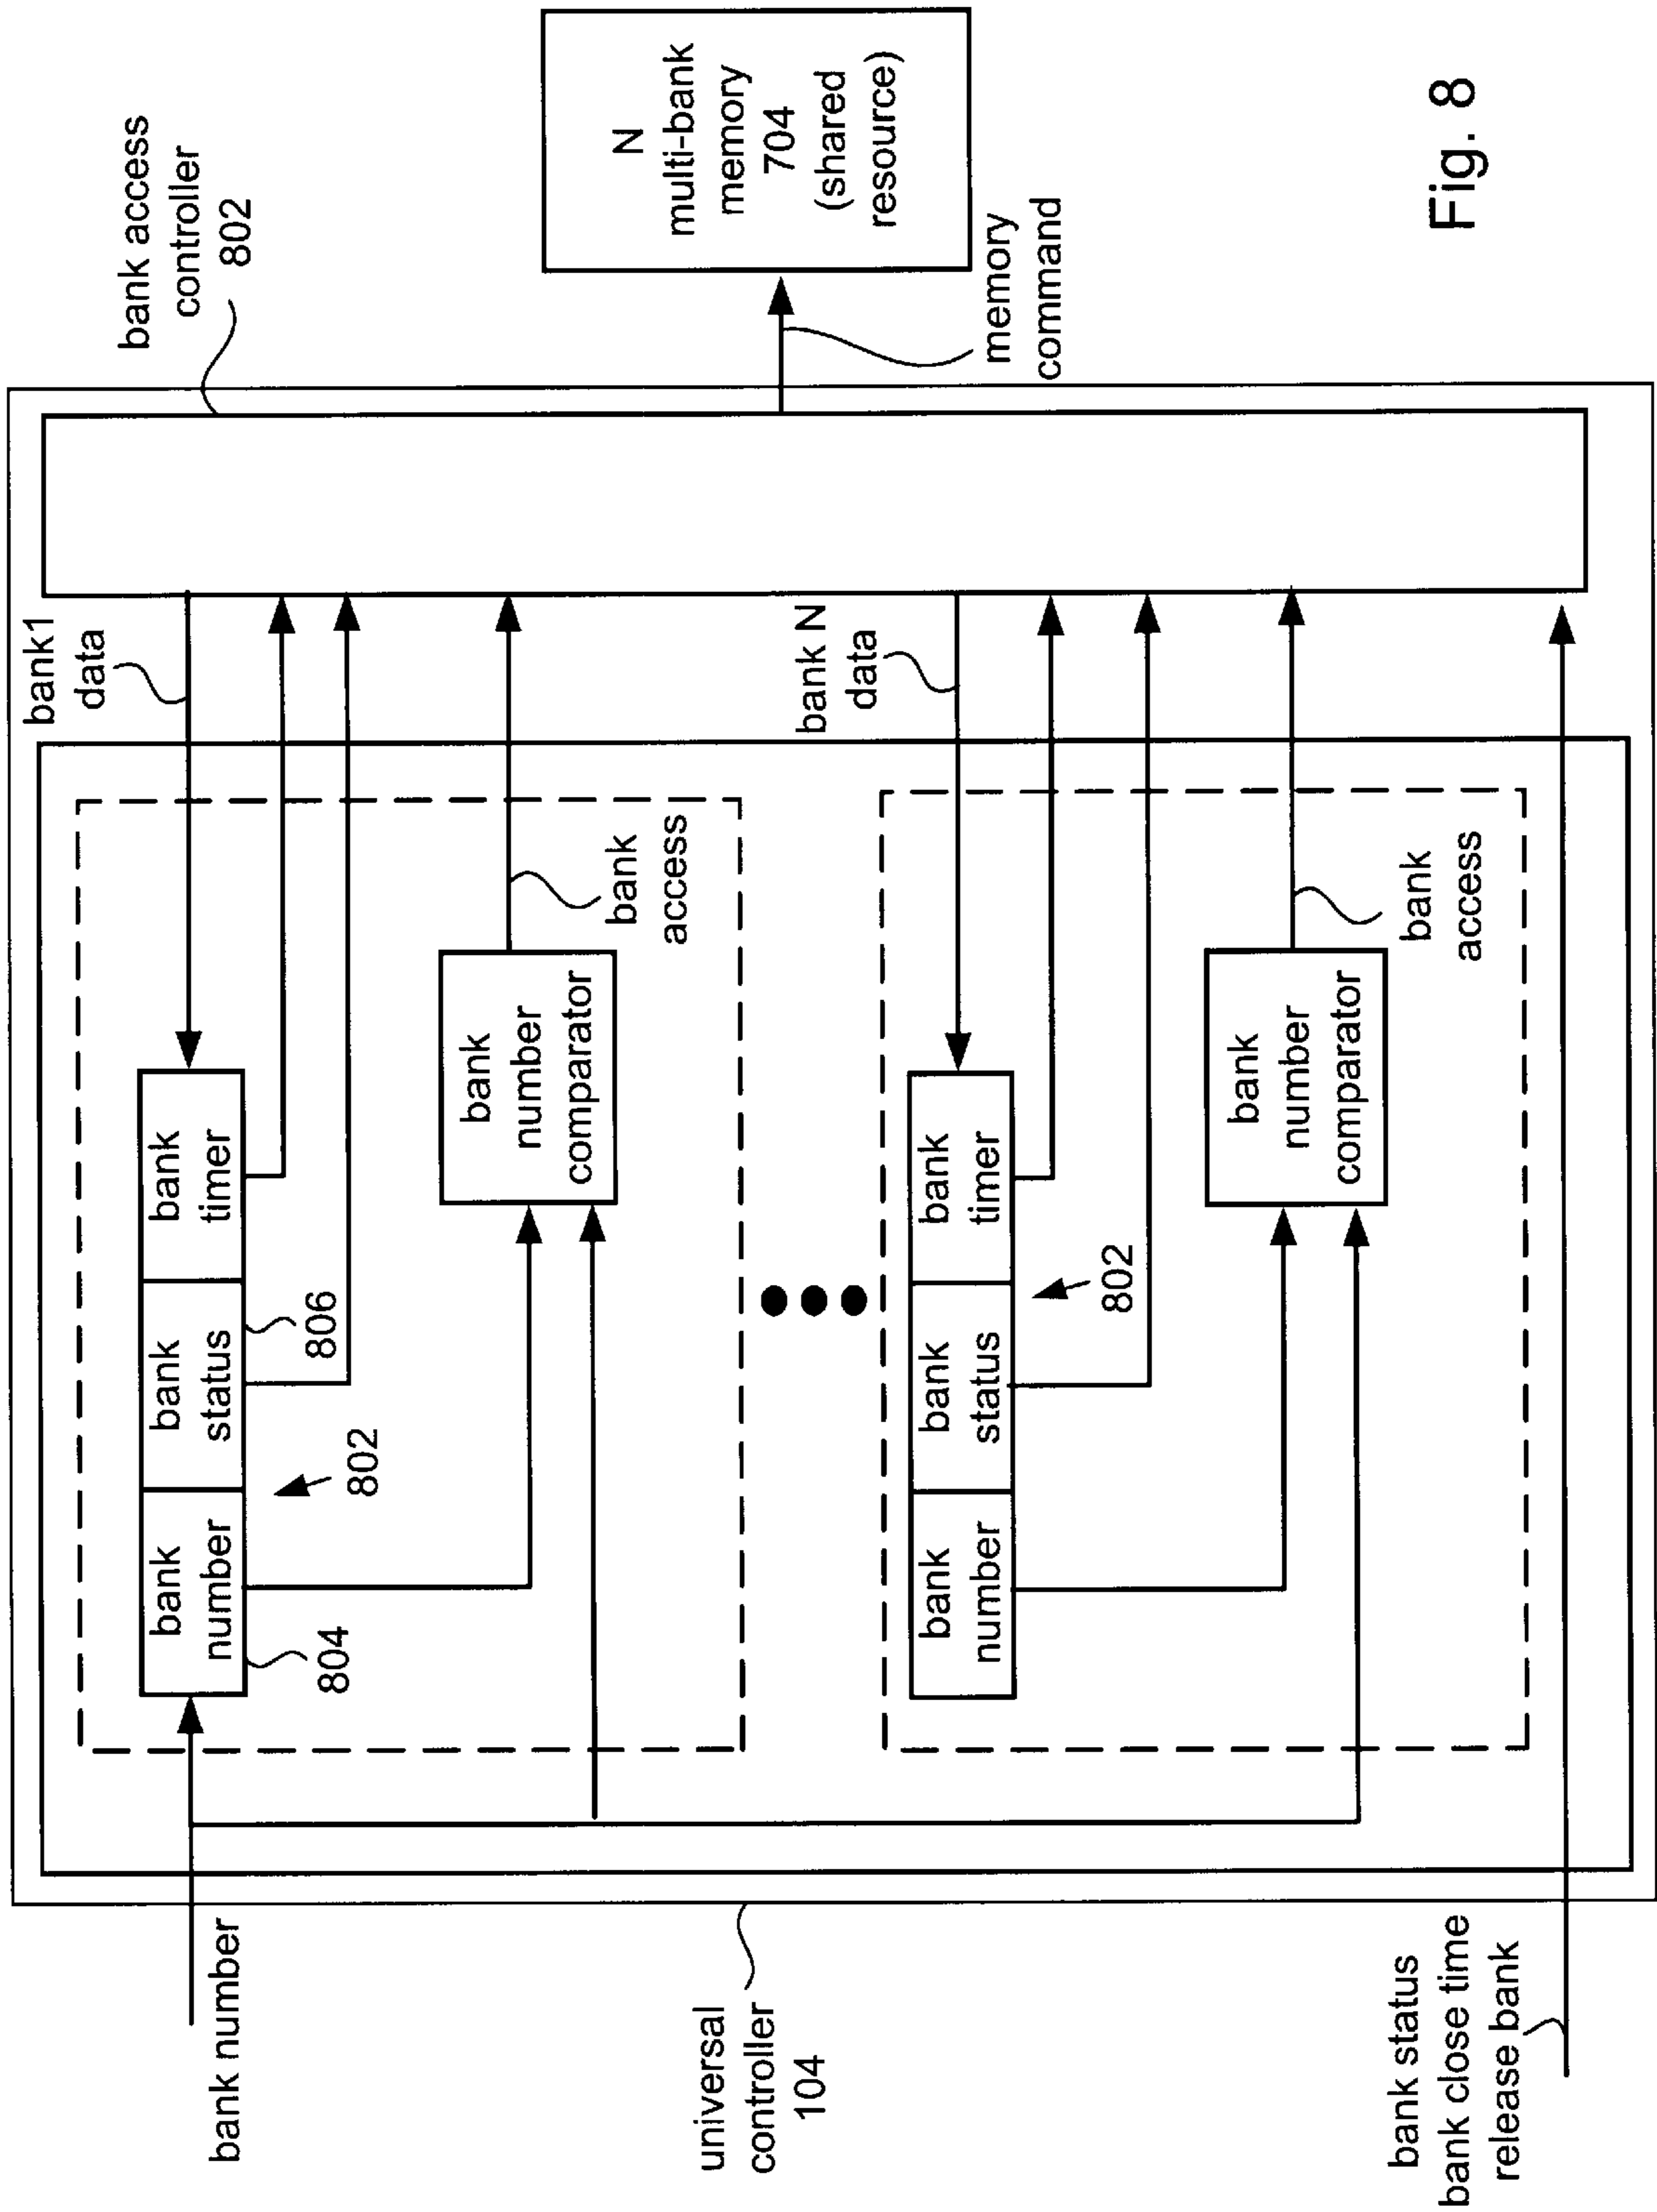 bank number
bank
number
804
bank
status
806
bank
timer
802
bank1
data
bank access
controller
802
bank
number
comparator
bank
access
N
multi-bank
memory
704
(shared
resource)
memory
command
universal
controller
104
bank
number
bank
status
bank
timer
802
bank N
data
bank
number
comparator
bank
access
bank status
bank close time
release bank
Fig. 8